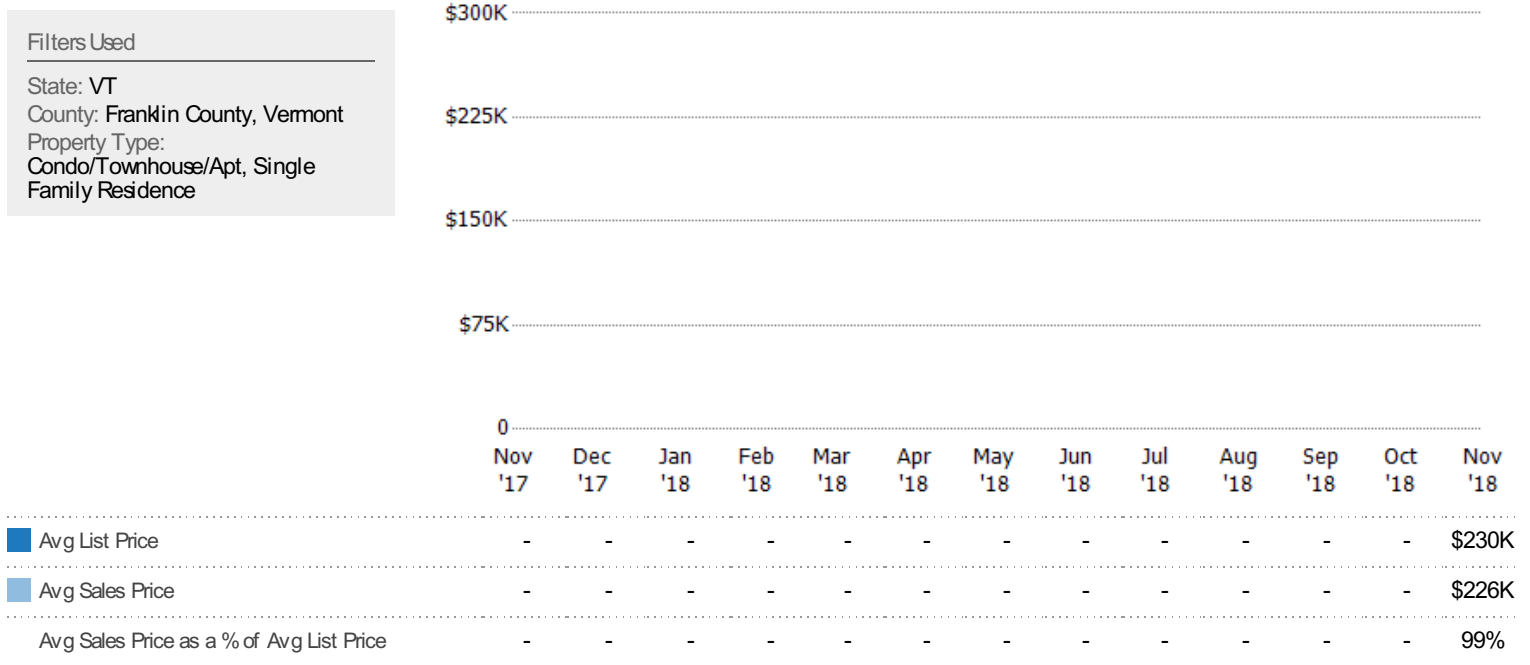 Filters Used
State: VT
County: Franklin County, Vermont
Property Type:
Condo/Townhouse/Apt, Single
Family Residence
$300K
$225K
$150K
$75K
0
Nov Dec Jan Feb Mar Apr May Jun Jul Aug Sep Oct Nov
'17 '17 '18 '18 '18 '18 '18 '18 '18 '18 '18 '18 '18
Avg List Price - - - - - - - - - - - - $230K
Avg Sales Price - - - - - - - - - - - - $226K
Avg Sales Price as a % of Avg List Price - - - - - - - - - - - - 99%